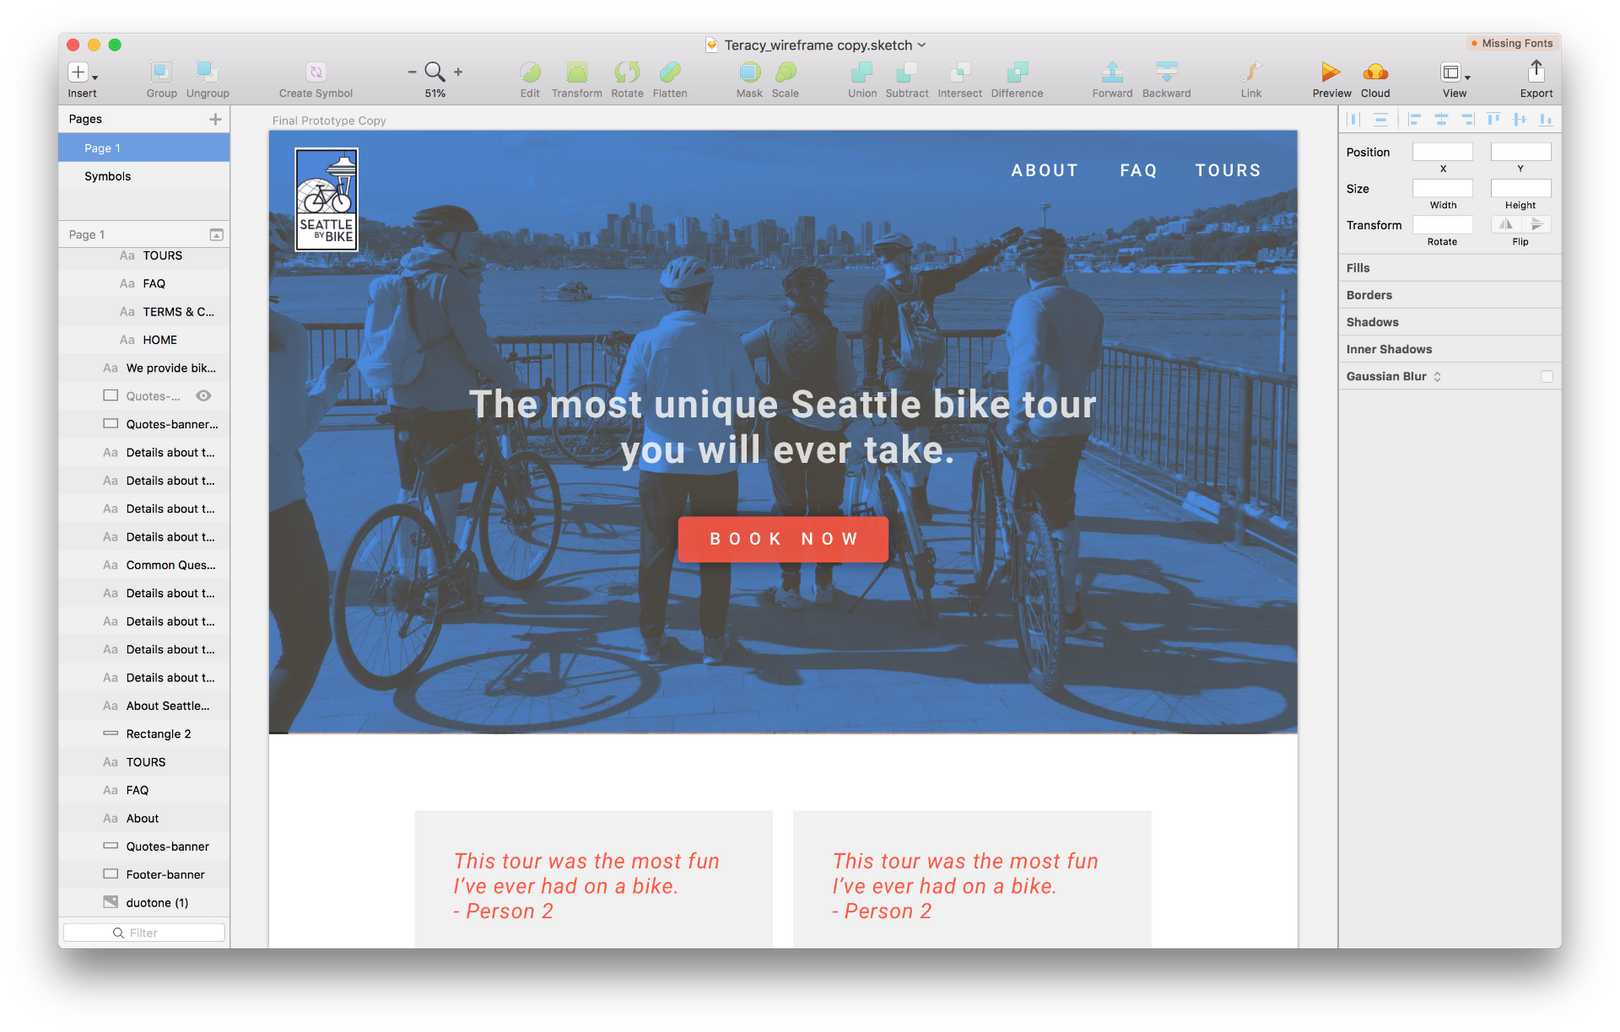 Teracy_wireframe copy.sketch
Missing Fonts
Insert
Group
Ungroup
Create Symbol
51%
Edit
Transform
Rotate
Flatten
Mask
Scale
Union
Subtract
Intersect
Difference
Forward
Backward
Link
Preview
Cloud
View
Export
Pages
Page 1
Symbols
Page 1
Aa TOURS
Aa FAQ
Aa TERMS & C...
Aa HOME
Aa We provide bik...
Quotes-...
Quotes-banner...
Aa Details about t...
Aa Details about t...
Aa Details about t...
Aa Details about t...
Aa Common Ques...
Aa Details about t...
Aa Details about t...
Aa Details about t...
Aa Details about t...
Aa About Seattle...
Rectangle 2
Aa TOURS
Aa FAQ
Aa About
Quotes-banner
Footer-banner
duotone (1)
Filter
Final Prototype Copy
SEATTLE
BY BIKE
ABOUT FAQ TOURS
The most unique Seattle bike tour
you will ever take.
BOOK NOW
This tour was the most fun
I've ever had on a bike.
- Person 2
This tour was the most fun
I've ever had on a bike.
- Person 2
Position
X
Y
Size
Width
Height
Transform
Rotate
Flip
Fills
Borders
Shadows
Inner Shadows
Gaussian Blur